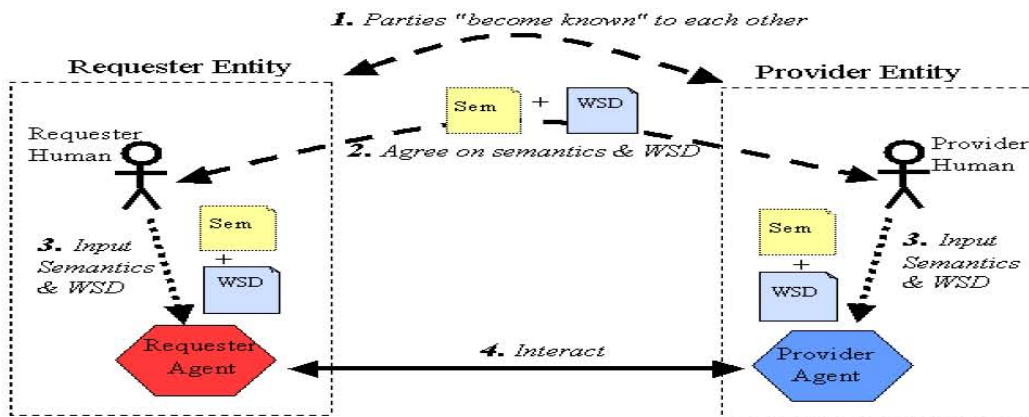 1. Parties "become known" to each other
Requester Entity
Provider Entity
Sem
+
WSD
Requester
Human
2. Agree on semantics & WSD
Provider
Human
Sem
+
WSD
3. Input
Semantics
& WSD
Sem
+
WSD
3. Input
Semantics
& WSD
Requester
Agent
4. Interact
Provider
Agent